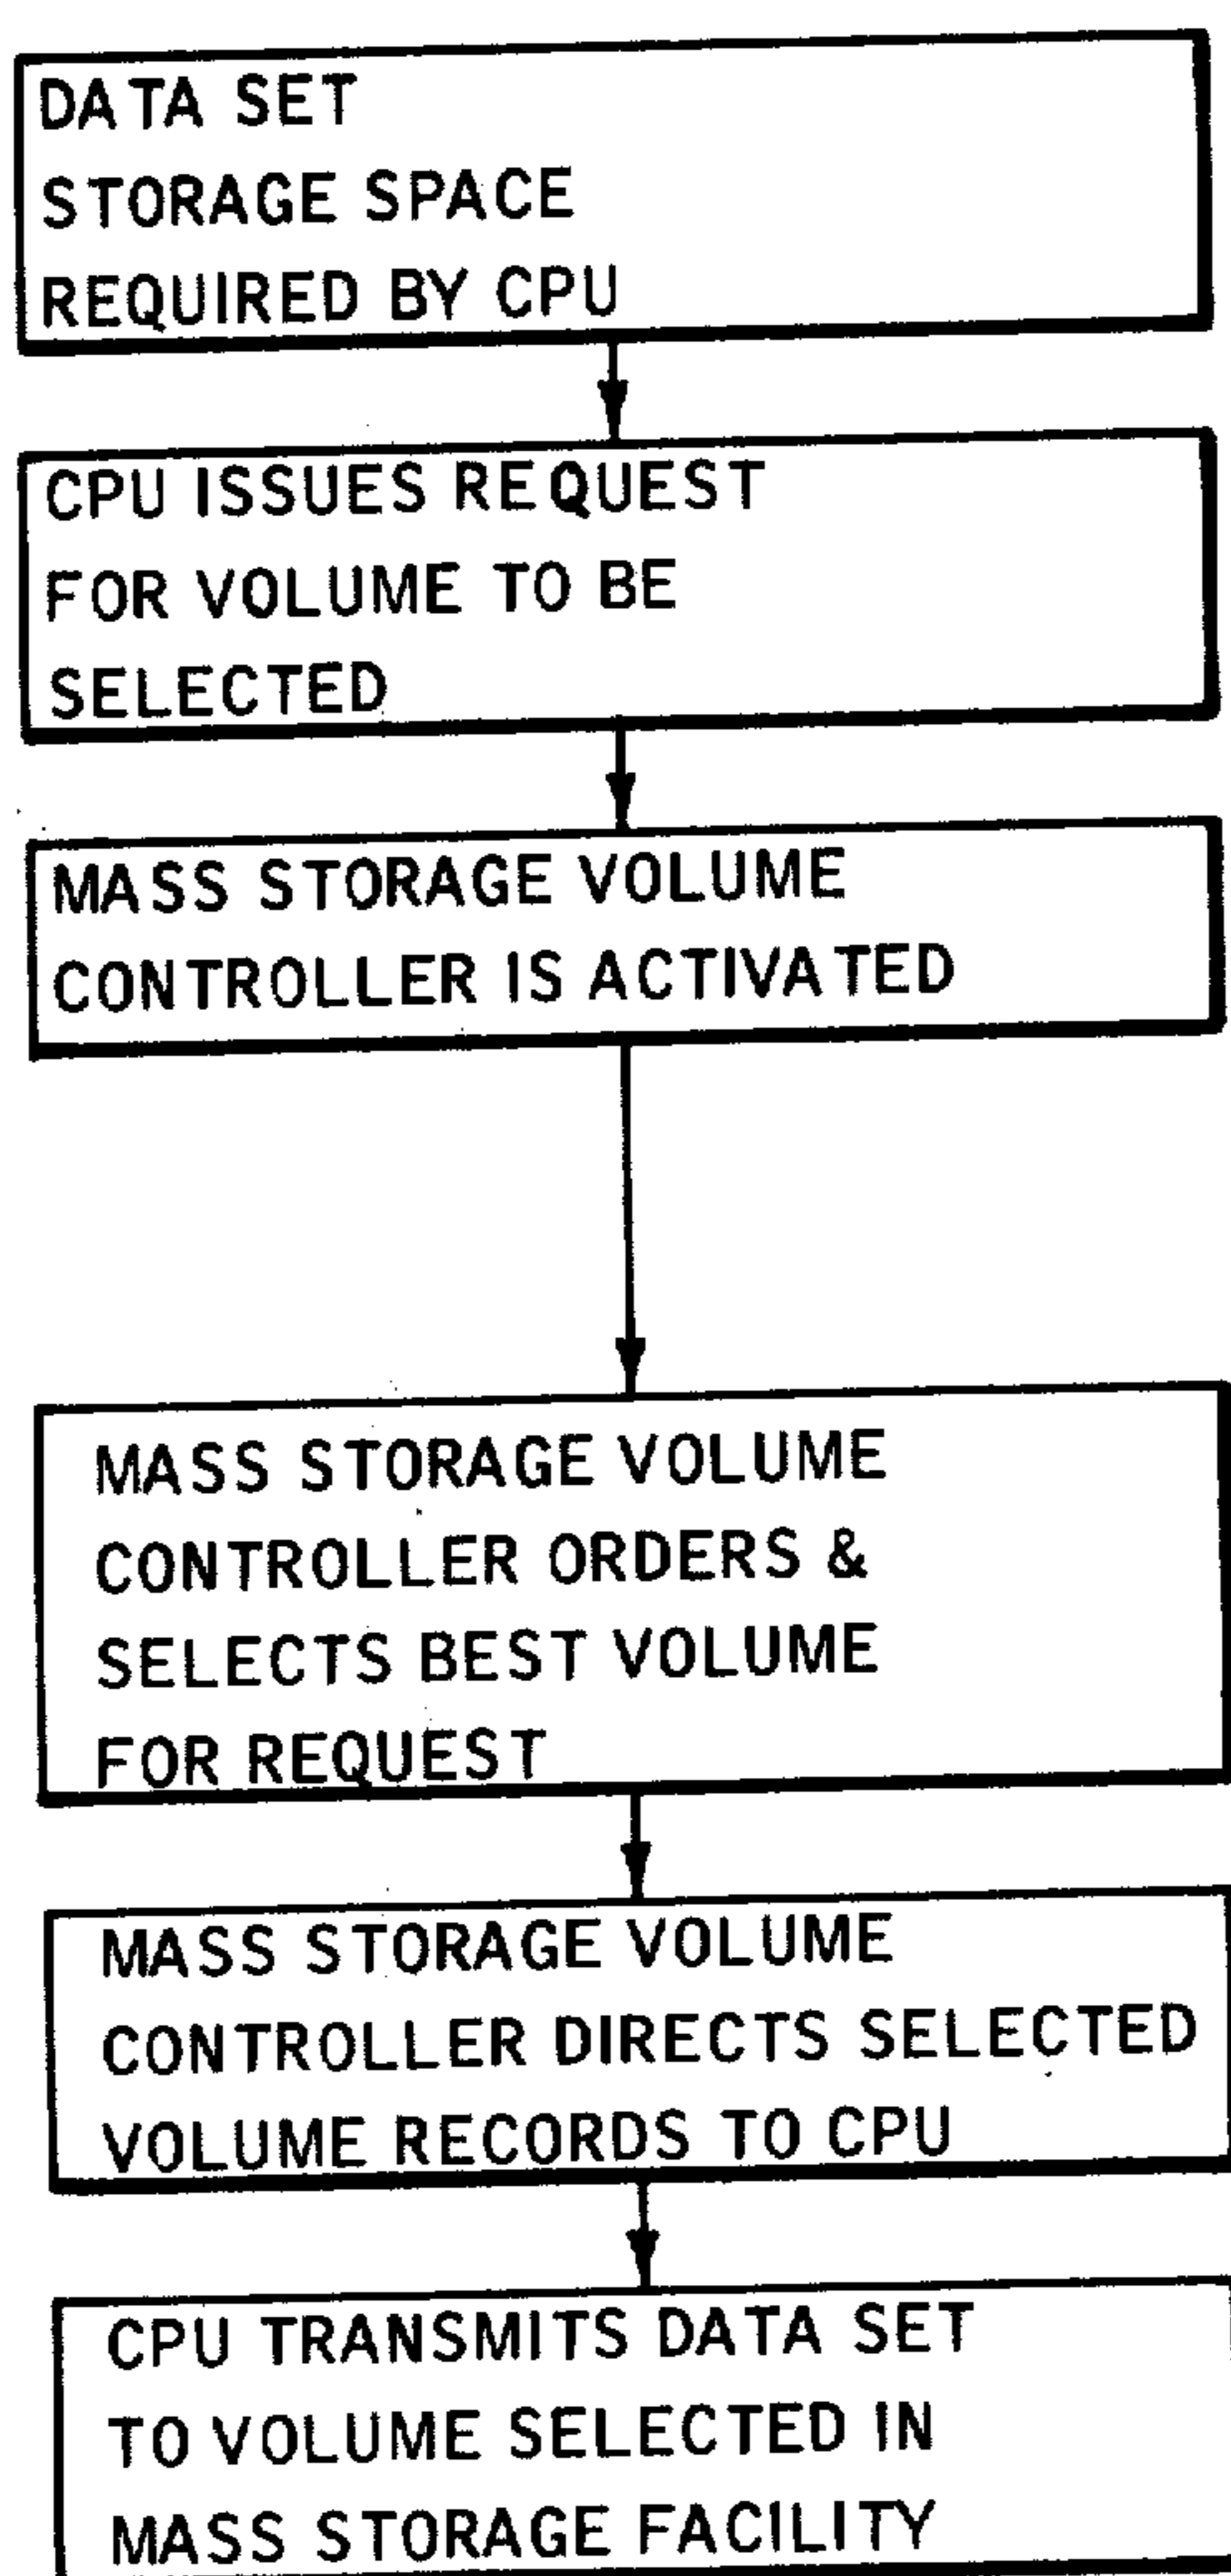 DATA SET
STORAGE SPACE
REQUIRED BY CPU
CPU ISSUES REQUEST
FOR VOLUME TO BE
SELECTED
MASS STORAGE VOLUME
CONTROLLER IS ACTIVATED
MASS STORAGE VOLUME
CONTROLLER ORDERS &
SELECTS BEST VOLUME
FOR REQUEST
MASS STORAGE VOLUME
CONTROLLER DIRECTS SELECTED
VOLUME RECORDS TO CPU
CPU TRANSMITS DATA SET
TO VOLUME SELECTED IN
MASS STORAGE FACILITY